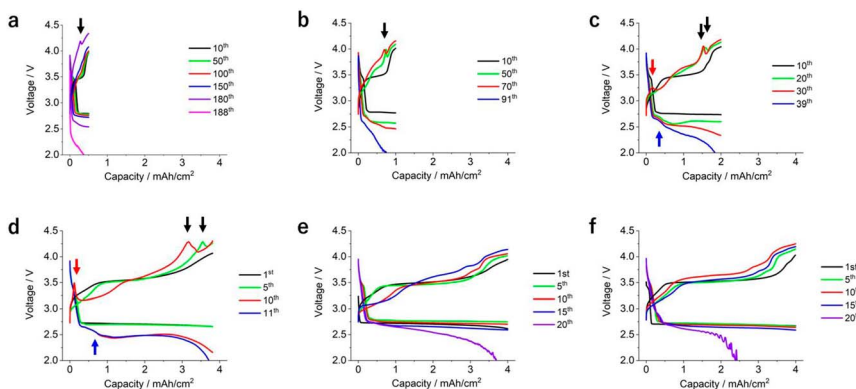 a
Voltage / V
4.5
4.0
3.5
3.0
2.5
2.0
0 1 2 3 4
Capacity / mAh/cm2
10th
50th
100th
150th
180th
188th
b
Voltage / V
4.5
4.0
3.5
3.0
2.5
2.0
0 1 2 3 4
Capacity / mAh/cm2
10th
50th
70th
91th
c
Voltage / V
4.5
4.0
3.5
3.0
2.5
2.0
0 1 2 3 4
Capacity / mAh/cm2
10th
20th
30th
39th
d
Voltage / V
4.5
4.0
3.5
3.0
2.5
2.0
0 1 2 3 4
Capacity / mAh/cm2
1st
5th
10th
11th
e
Voltage / V
4.5
4.0
3.5
3.0
2.5
2.0
0 1 2 3 4
Capacity / mAh/cm2
1st
5th
10th
15th
20th
f
Voltage / V
4.5
4.0
3.5
3.0
2.5
2.0
0 1 2 3 4
Capacity / mAh/cm2
1st
5th